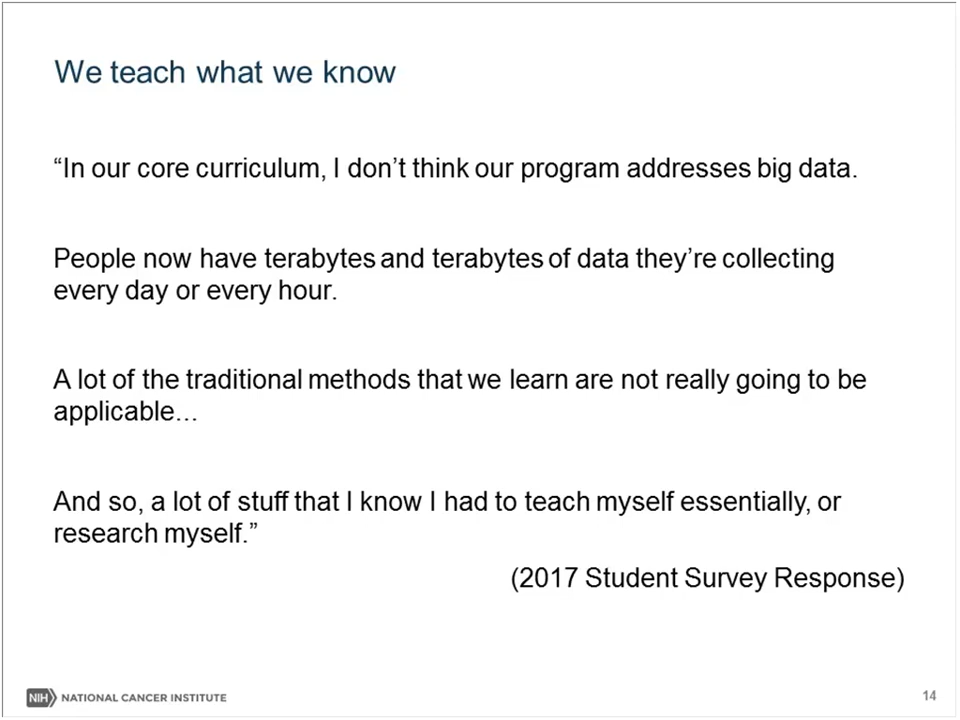 We teach what we know
“In our core curriculum, I don’t think our program addresses big data.
People now have terabytes and terabytes of data they’re collecting
every day or every hour.
A lot of the traditional methods that we learn are not really going to be
applicable…
And so, a lot of stuff that I know I had to teach myself essentially, or
research myself.”
(2017 Student Survey Response)
NIH NATIONAL CANCER INSTITUTE
14